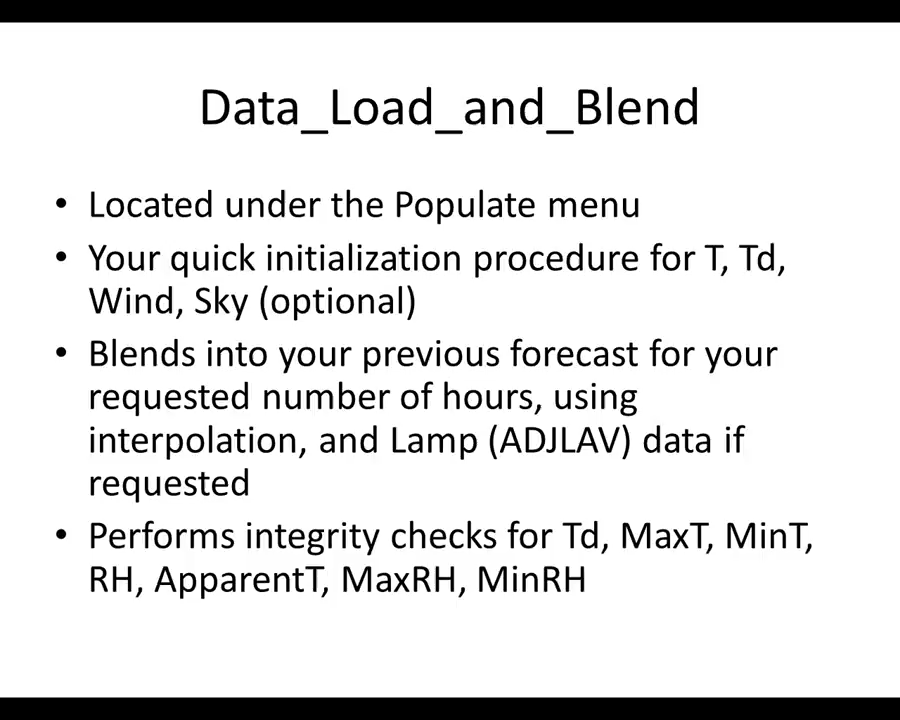 Data_Load_and_Blend
• Located under the Populate menu
• Your quick initialization procedure for T, Td,
Wind, Sky (optional)
• Blends into your previous forecast for your
requested number of hours, using
interpolation, and Lamp (ADJLAV) data if
requested
• Performs integrity checks for Td, MaxT, MinT,
RH, ApparentT, MaxRH, MinRH